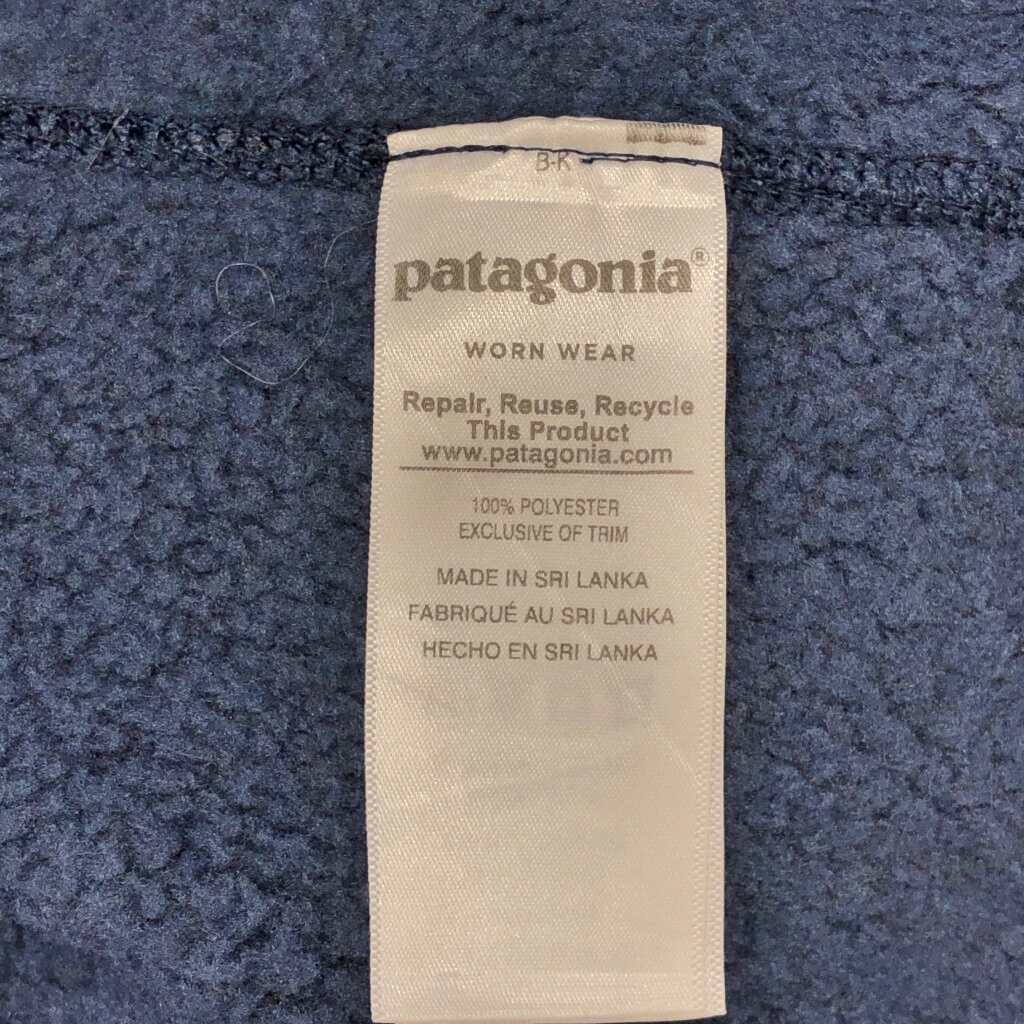 B-K
patagonia®
WORN WEAR
Repair, Reuse, Recycle
This Product
www.patagonia.com
100% POLYESTER
EXCLUSIVE OF TRIM
MADE IN SRI LANKA
FABRIQUÉ AU SRI LANKA
HECHO EN SRI LANKA